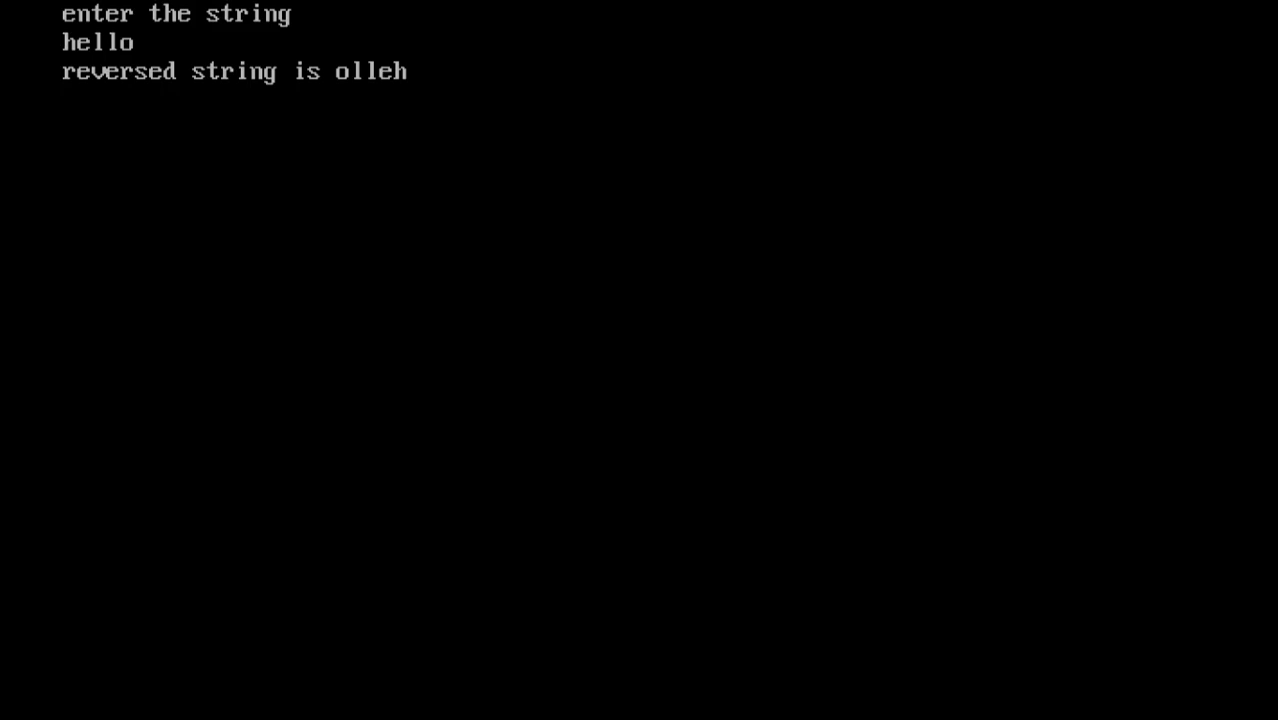 enter the string
hello
reversed string is olleh